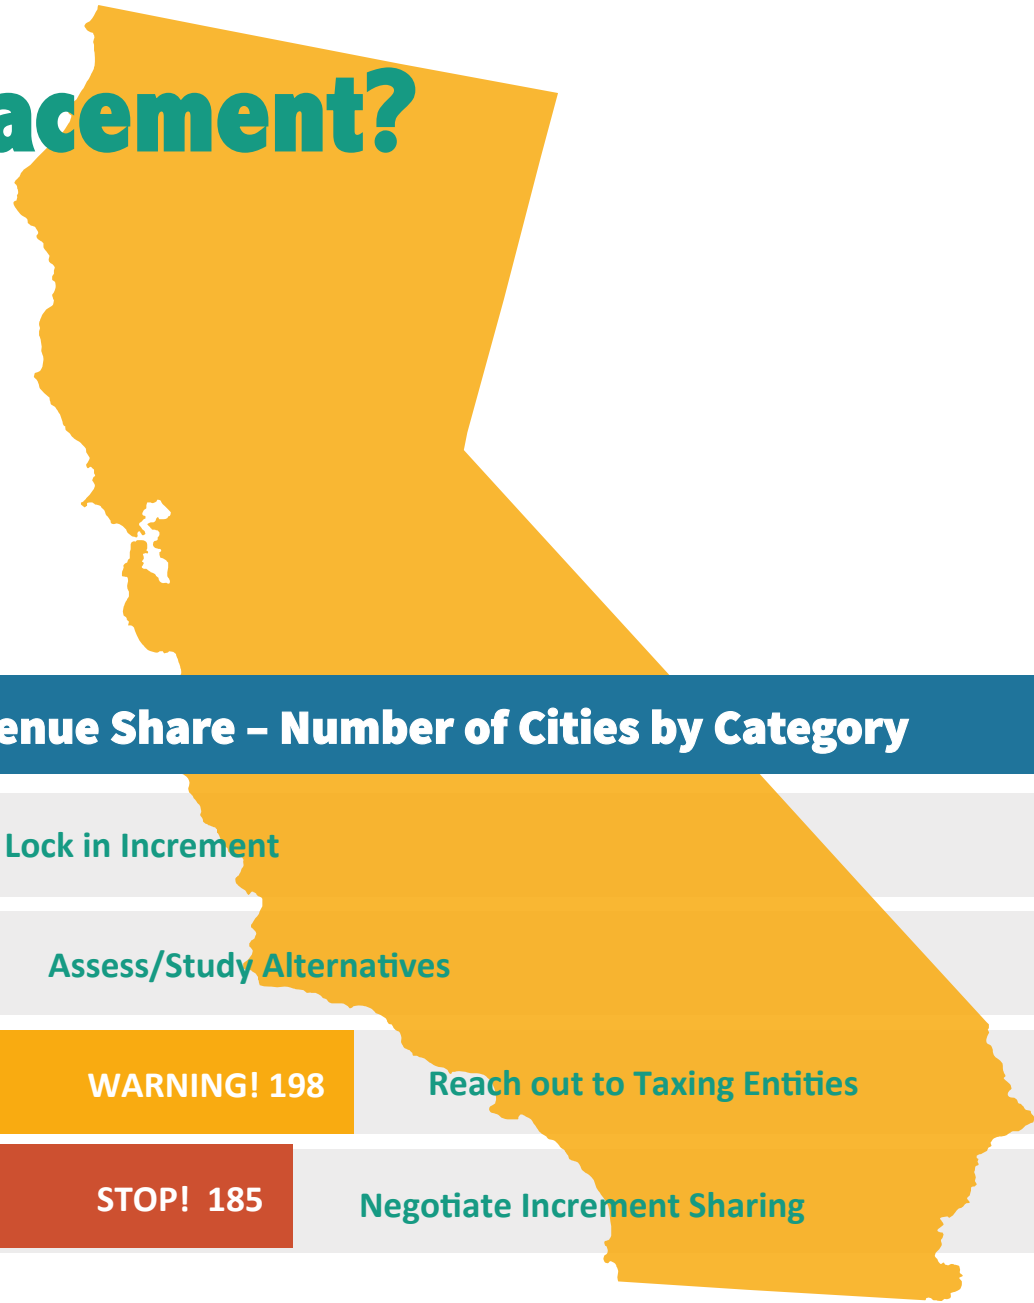 acement?
enue Share – Number of Cities by Category
Lock in Increment
Assess/Study Alternatives
WARNING! 198 Reach out to Taxing Entities
STOP! 185 Negotiate Increment Sharing